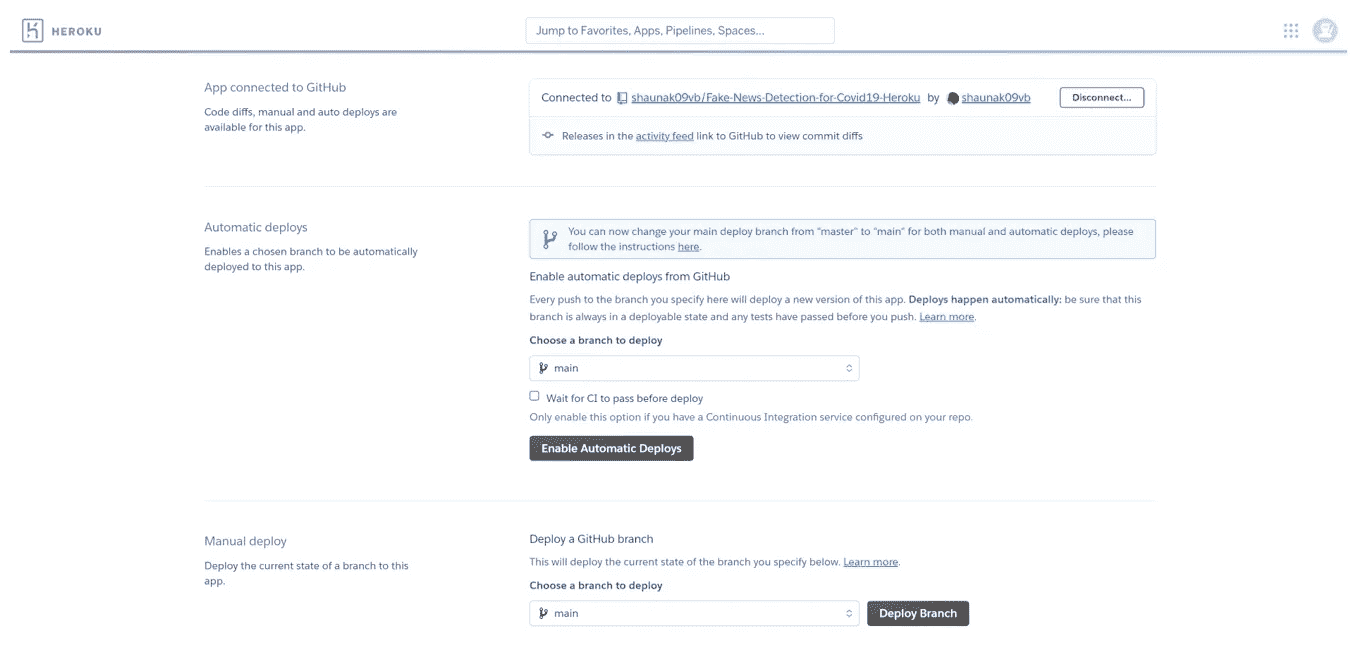 HEROKU
Jump to Favorites, Apps, Pipelines, Spaces...
App connected to GitHub
Code diffs, manual and auto deploys are
available for this app.
Connected to shaunak09vb/Fake-News-Detection-for-Covid19-Heroku by shaunak09vb
Disconnect...
Releases in the activity feed link to GitHub to view commit diffs
Automatic deploys
Enables a chosen branch to be automatically
deployed to this app.
You can now change your main deploy branch from "master" to "main" for both manual and automatic deploys, please
follow the instructions here.
Enable automatic deploys from GitHub
Every push to the branch you specify here will deploy a new version of this app. Deploys happen automatically: be sure that this
branch is always in a deployable state and any tests have passed before you push. Learn more.
Choose a branch to deploy
main
Wait for CI to pass before deploy
Only enable this option if you have a Continuous Integration service configured on your repo.
Enable Automatic Deploys
Manual deploy
Deploy the current state of a branch to this
app.
Deploy a GitHub branch
This will deploy the current state of the branch you specify below. Learn more.
Choose a branch to deploy
main
Deploy Branch